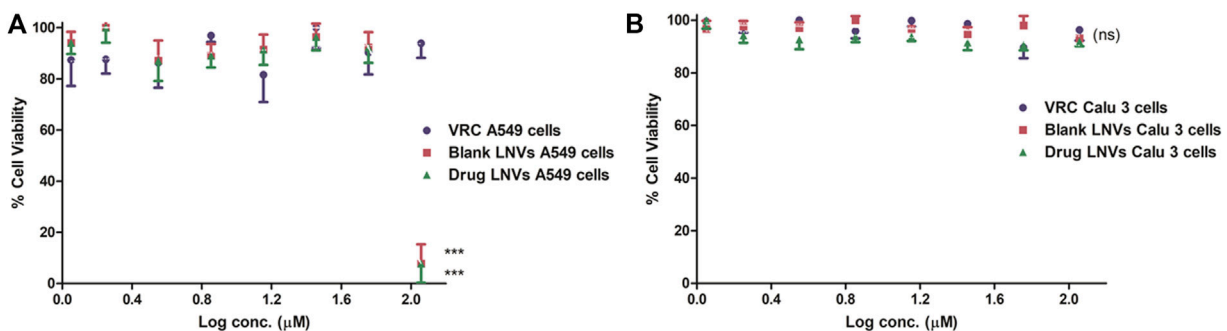 A
100
80
60
40
20
0
% Cell Viability
0.0 0.4 0.8 1.2 1.6 2.0
Log conc. (μM)
VRC A549 cells
Blank LNVs A549 cells
Drug LNVs A549 cells
***
***
B
100
80
60
40
20
0
% Cell Viability
0.0 0.4 0.8 1.2 1.6 2.0
Log conc. (μM)
(ns)
VRC Calu 3 cells
Blank LNVs Calu 3 cells
Drug LNVs Calu 3 cells